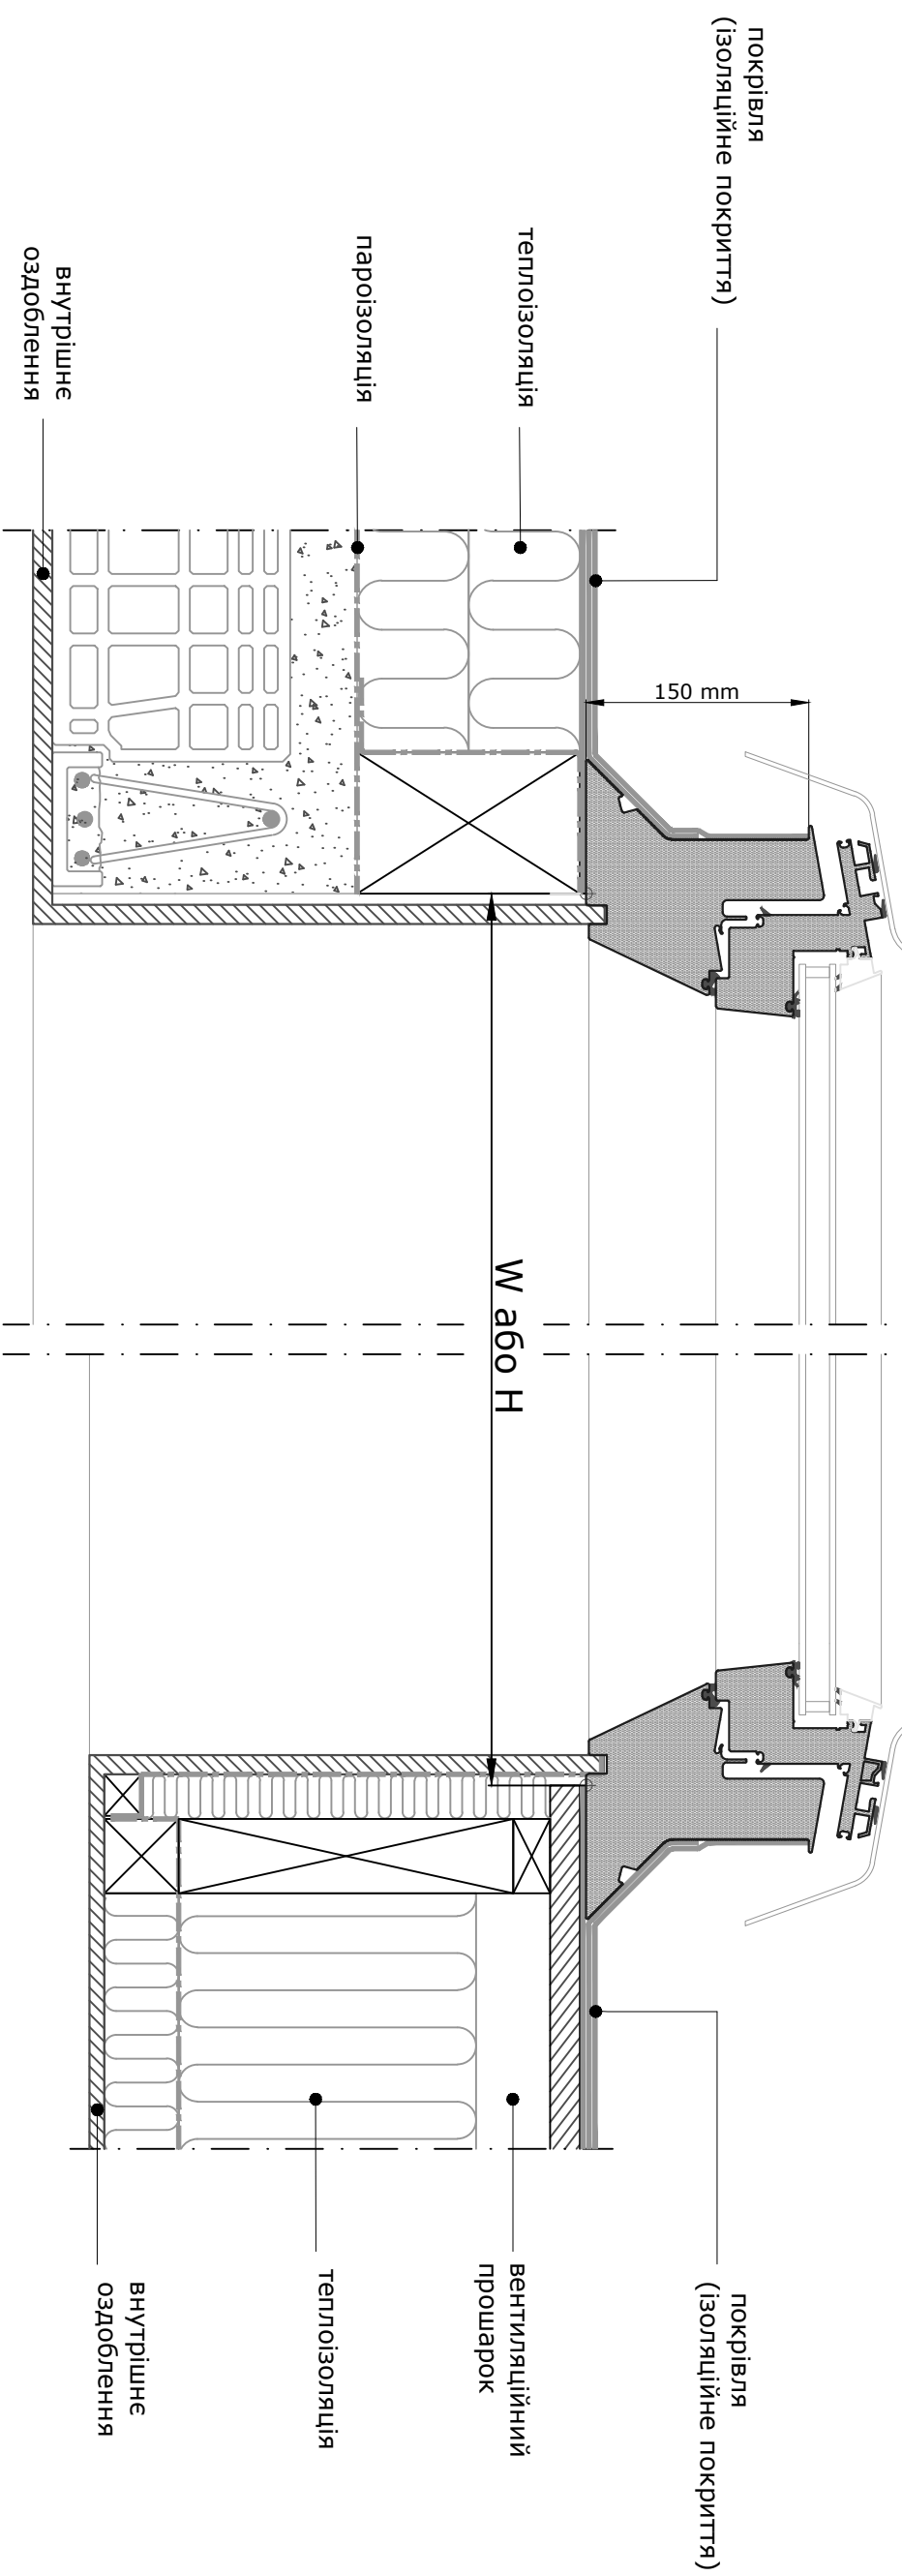 покрівля
(ізоляційне покриття)
теплоізоляція
пароізоляція
внутрішнє
оздоблення
150 mm
W або H
покрівля
(ізоляційне покриття)
вентиляційний
прошарок
теплоізоляція
внутрішнє
оздоблення